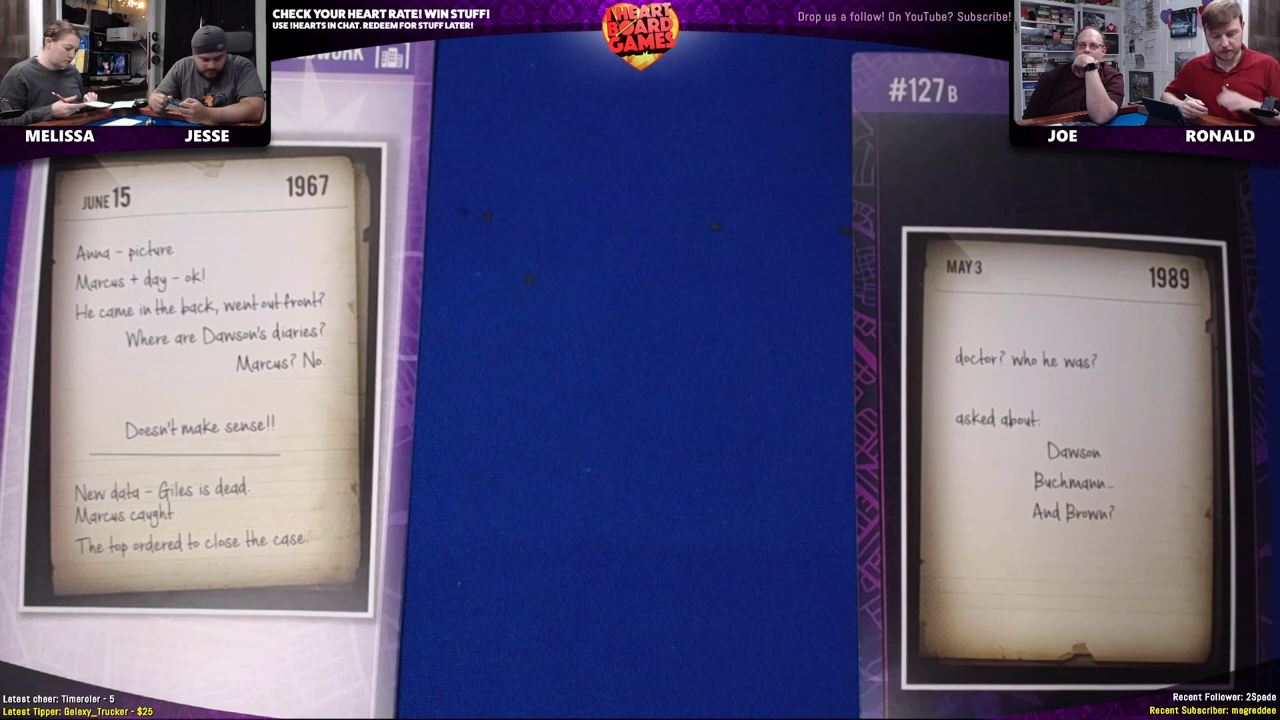 CHECK YOUR HEART RATE! WIN STUFF!
USE !HEARTS IN CHAT. REDEEM FOR STUFF LATER!
I HEART
BOARD
GAMES
Drop us a follow! On YouTube? Subscribe!
MELISSA
JESSE
JOE
RONALD
JUNE 15
1967
Anna - picture
Marcus + day - ok!
He came in the back, went out front?
Where are Dawson's diaries?
Marcus? No.
Doesn't make sense!!
New data - Giles is dead.
Marcus caught
The top ordered to close the case.
#127B
MAY 3
1989
doctor? who he was?
asked about:
Dawson
Buchmann...
And Brown?
Latest cheer: Timeroler - 5
Latest Tipper: Galaxy_Trucker - $25
Recent Follower: 2Spade
Recent Subscriber: magreddee